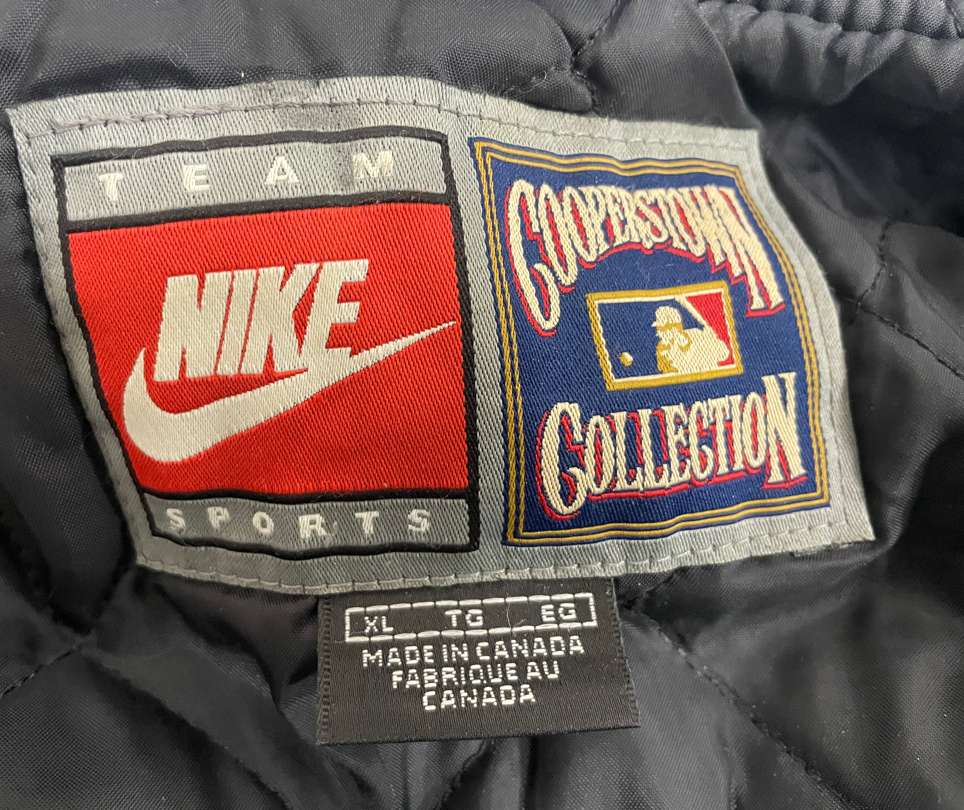 TEAM
NIKE
SPORTS
COOPERSTOWN
COLLECTION
XL TG EG
MADE IN CANADA
FABRIQUE AU
CANADA